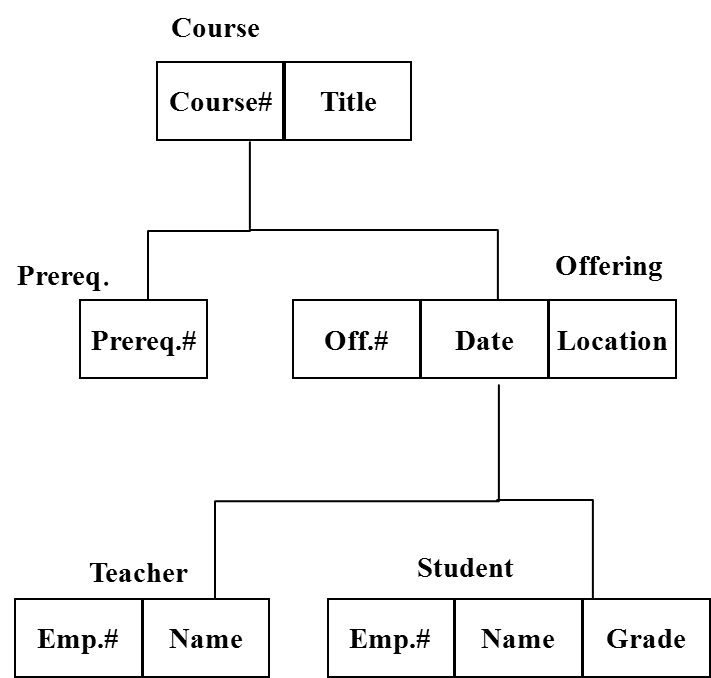 Course
Course# Title
Prereq. Offering
Prereq.# Off.# Date Location
Teacher Student
Emp.# Name Emp.# Name Grade